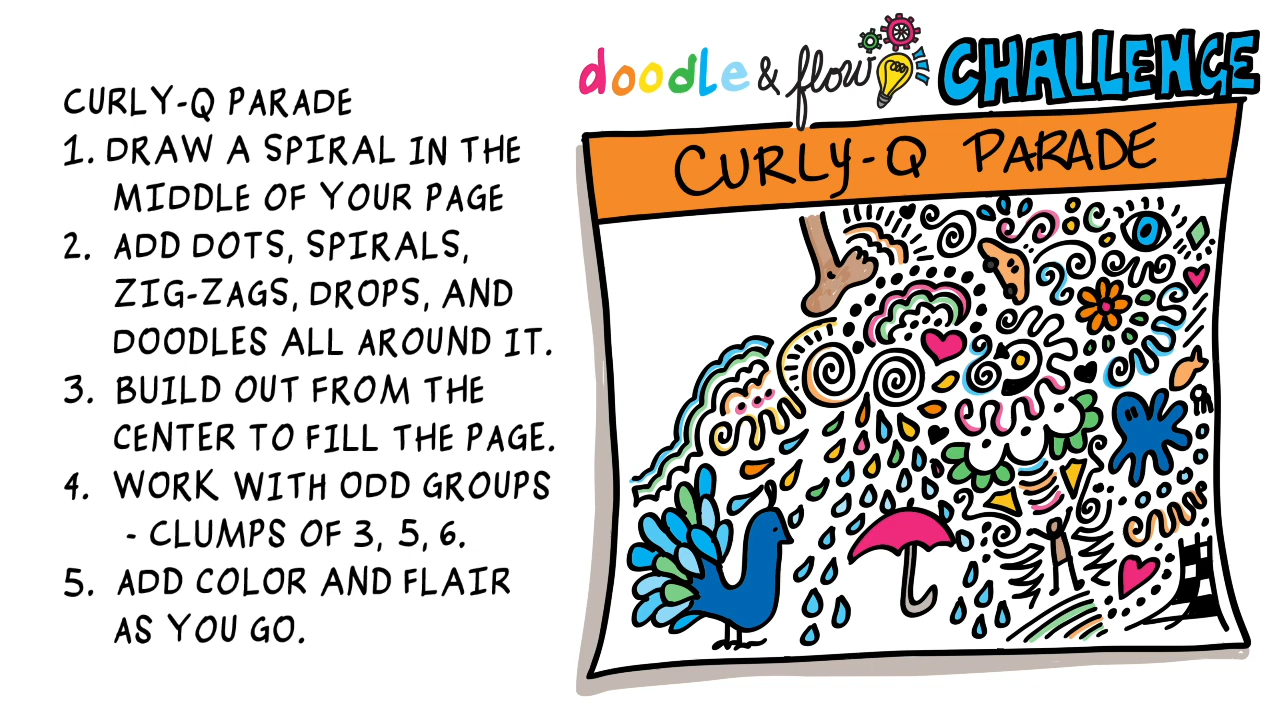 doodle & flow CHALLENGE
CURLY-Q PARADE
CURLY-Q PARADE
1. DRAW A SPIRAL IN THE
MIDDLE OF YOUR PAGE
2. ADD DOTS, SPIRALS,
ZIG-ZAGS, DROPS, AND
DOODLES ALL AROUND IT.
3. BUILD OUT FROM THE
CENTER TO FILL THE PAGE.
4. WORK WITH ODD GROUPS
- CLUMPS OF 3, 5, 6.
5. ADD COLOR AND FLAIR
AS YOU GO.